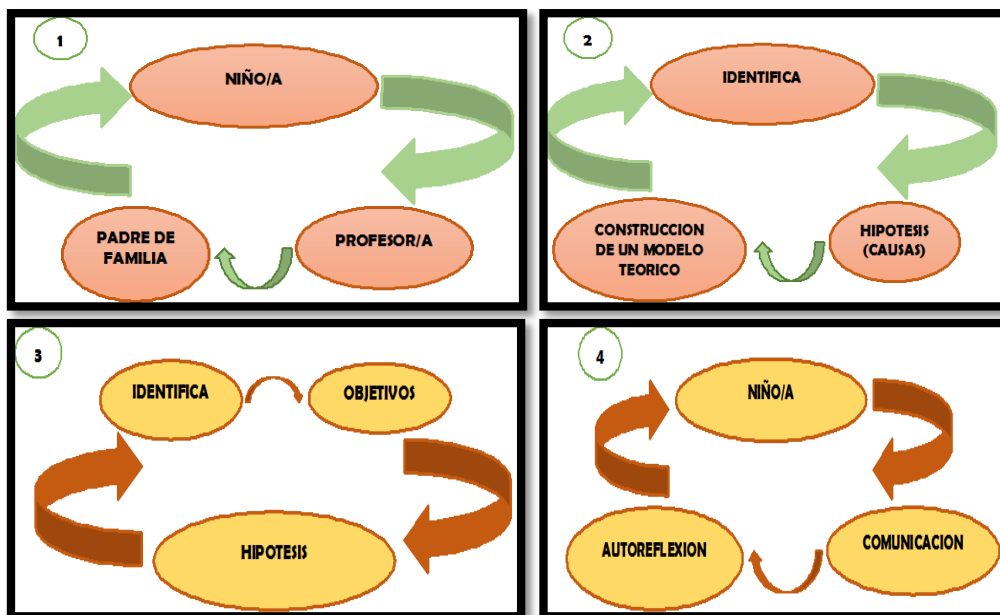 1
NIÑO/A
PROFESOR/A
PADRE DE
FAMILIA
2
IDENTIFICA
HIPOTESIS
(CAUSAS)
CONSTRUCCION
DE UN MODELO
TEORICO
3
IDENTIFICA
OBJETIVOS
HIPOTESIS
4
NIÑO/A
COMUNICACION
AUTOREFLEXION